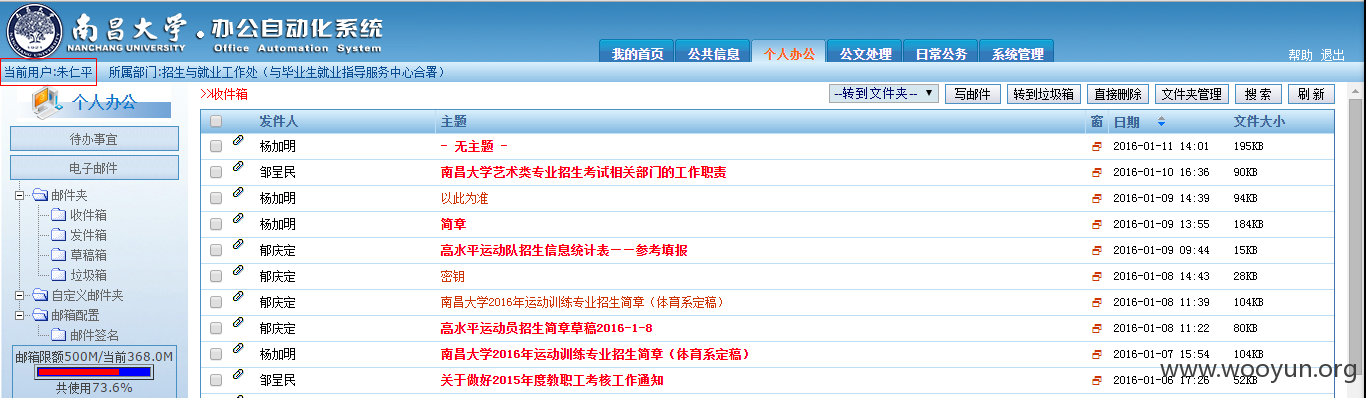 南昌大学·办公自动化系统
NANCHANG UNIVERSITY Office Automation System
我的首页 公共信息 个人办公 公文处理 日常公务 系统管理
帮助 退出
当前用户:朱仁平 所属部门:招生与就业工作处（与毕业生就业指导服务中心合署）
个人办公
待办事宜
电子邮件
邮件夹
收件箱
发件箱
草稿箱
垃圾箱
自定义邮件夹
邮箱配置
邮件签名
邮箱限额500M/当前368.0M
共使用73.6%
>>收件箱
--转到文件夹-- 写邮件 转到垃圾箱 直接删除 文件夹管理 搜 索 刷 新
发件人 主题 窗 日期 文件大小
杨加明 - 无主题 - 2016-01-11 14:01 195KB
邹呈民 南昌大学艺术类专业招生考试相关部门的工作职责 2016-01-10 16:36 90KB
杨加明 以此为准 2016-01-09 14:39 94KB
杨加明 简章 2016-01-09 13:55 184KB
郁庆定 高水平运动队招生信息统计表——参考填报 2016-01-09 09:44 15KB
郁庆定 密钥 2016-01-08 14:43 28KB
郁庆定 南昌大学2016年运动训练专业招生简章（体育系定稿） 2016-01-08 11:39 104KB
郁庆定 高水平运动员招生简章草稿2016-1-8 2016-01-08 11:22 80KB
杨加明 南昌大学2016年运动训练专业招生简章（体育系定稿） 2016-01-07 15:54 104KB
邹呈民 关于做好2015年度教职工考核工作通知 2016-01-06 17:26 52KB
www.wooyun.org